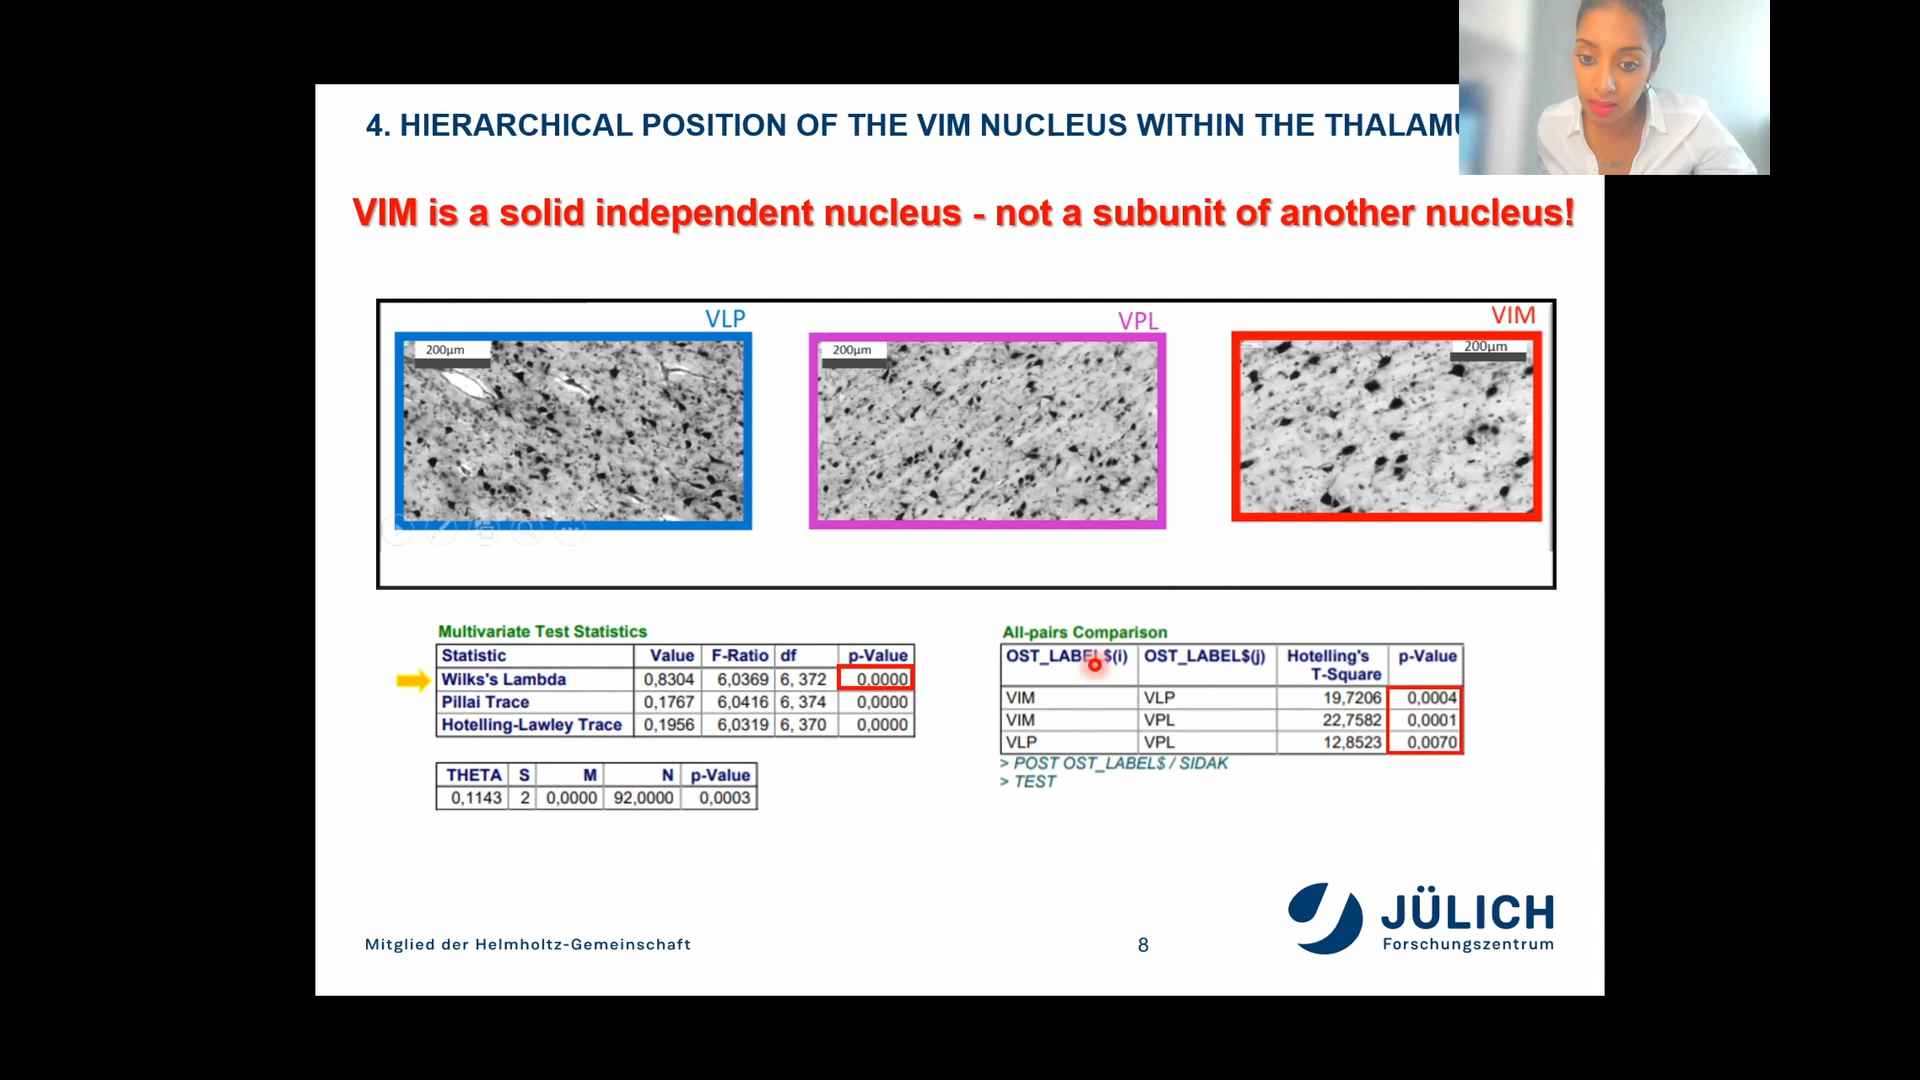 4. HIERARCHICAL POSITION OF THE VIM NUCLEUS WITHIN THE THALAM
VIM is a solid independent nucleus - not a subunit of another nucleus!
VLP
VPL
VIM
200µm
200µm
200µm
Multivariate Test Statistics
Statistic Value F-Ratio df p-Value
Wilks's Lambda 0,8304 6,0369 6, 372 0,0000
Pillai Trace 0,1767 6,0416 6, 374 0,0000
Hotelling-Lawley Trace 0,1956 6,0319 6, 370 0,0000
THETA S M N p-Value
0,1143 2 0,0000 92,0000 0,0003
All-pairs Comparison
OST_LABEL$(i) OST_LABEL$(j) Hotelling's T-Square p-Value
VIM VLP 19,7206 0,0004
VIM VPL 22,7582 0,0001
VLP VPL 12,8523 0,0070
> POST OST_LABEL$ / SIDAK
> TEST
Mitglied der Helmholtz-Gemeinschaft
8
JÜLICH
Forschungszentrum